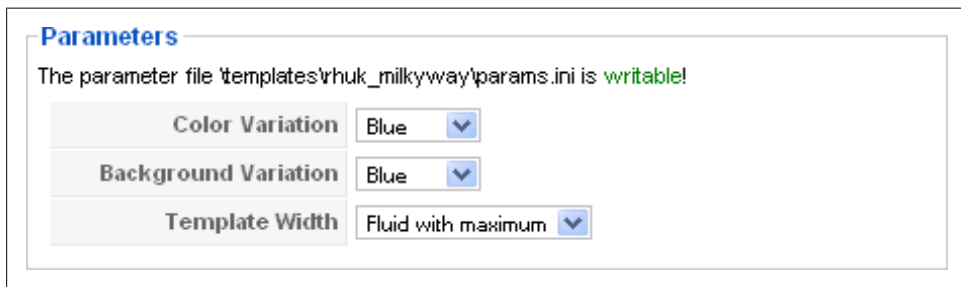 Parameters
The parameter file \templates\rhuk_milkyway\params.ini is writable!
Color Variation Blue
Background Variation Blue
Template Width Fluid with maximum